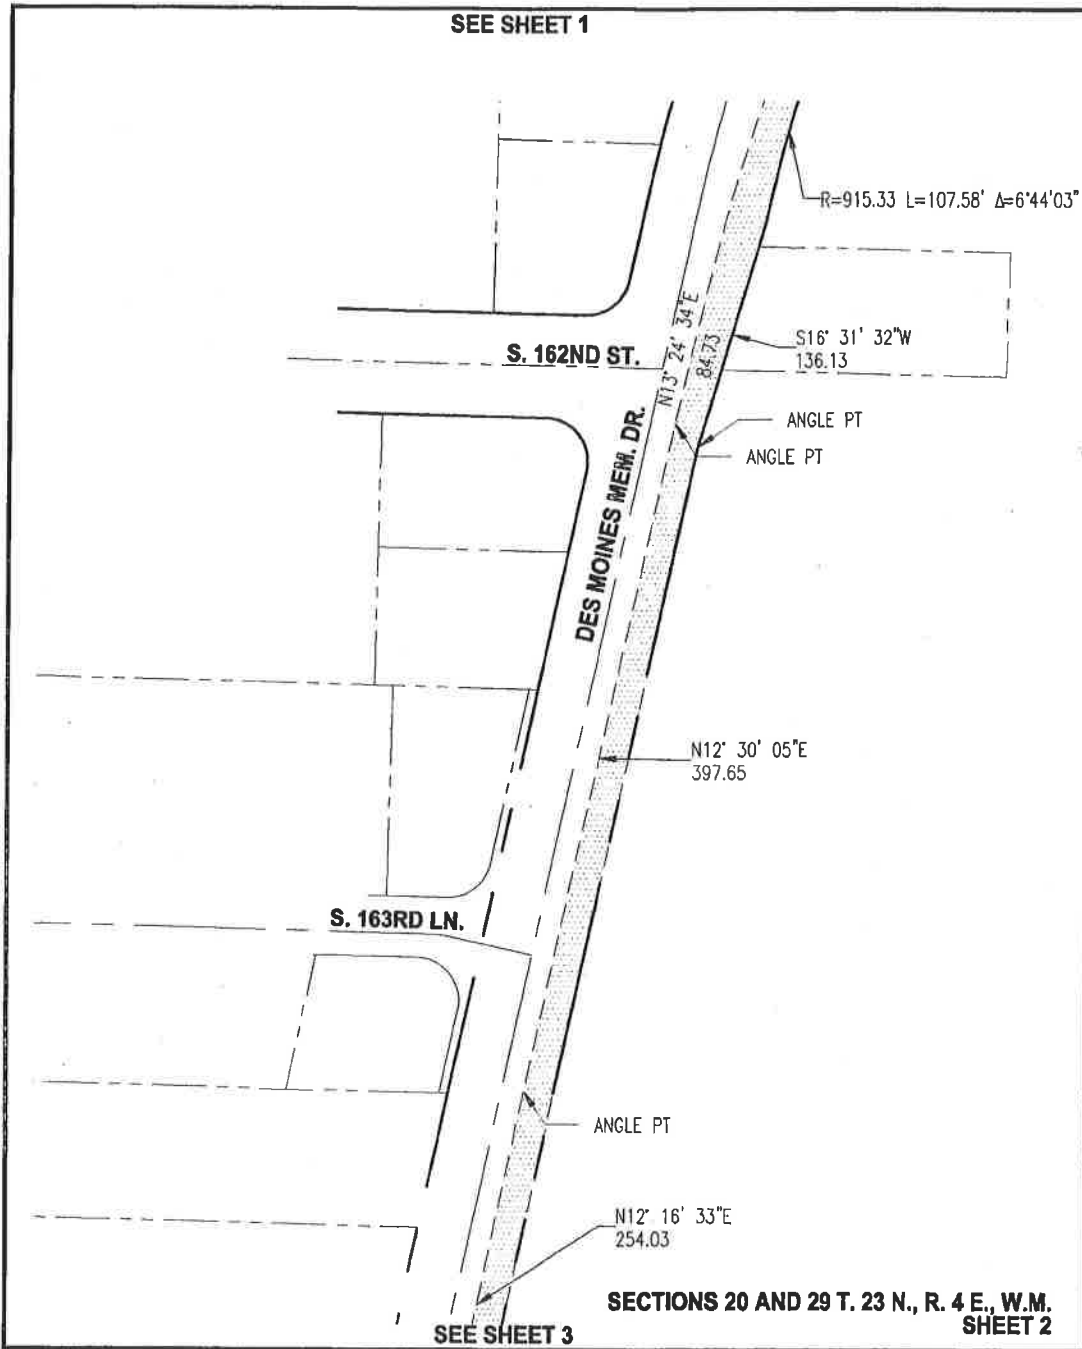 SEE SHEET 1
R=915.33 L=107.58' Δ=6°44'03"
N13° 24' 34"E
84.73
S16° 31' 32"W
136.13
S. 162ND ST.
ANGLE PT
ANGLE PT
DES MOINES MEM. DR.
N12° 30' 05"E
397.65
S. 163RD LN.
ANGLE PT
N12° 16' 33"E
254.03
SECTIONS 20 AND 29 T. 23 N., R. 4 E., W.M.
SHEET 2
SEE SHEET 3